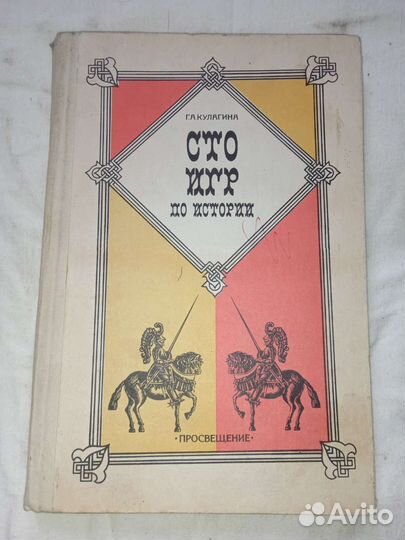 Г.А.КУЛАГИНА
СТО
ИГР
ПО ИСТОРИИ
·ПРОСВЕЩЕНИЕ·
Avito